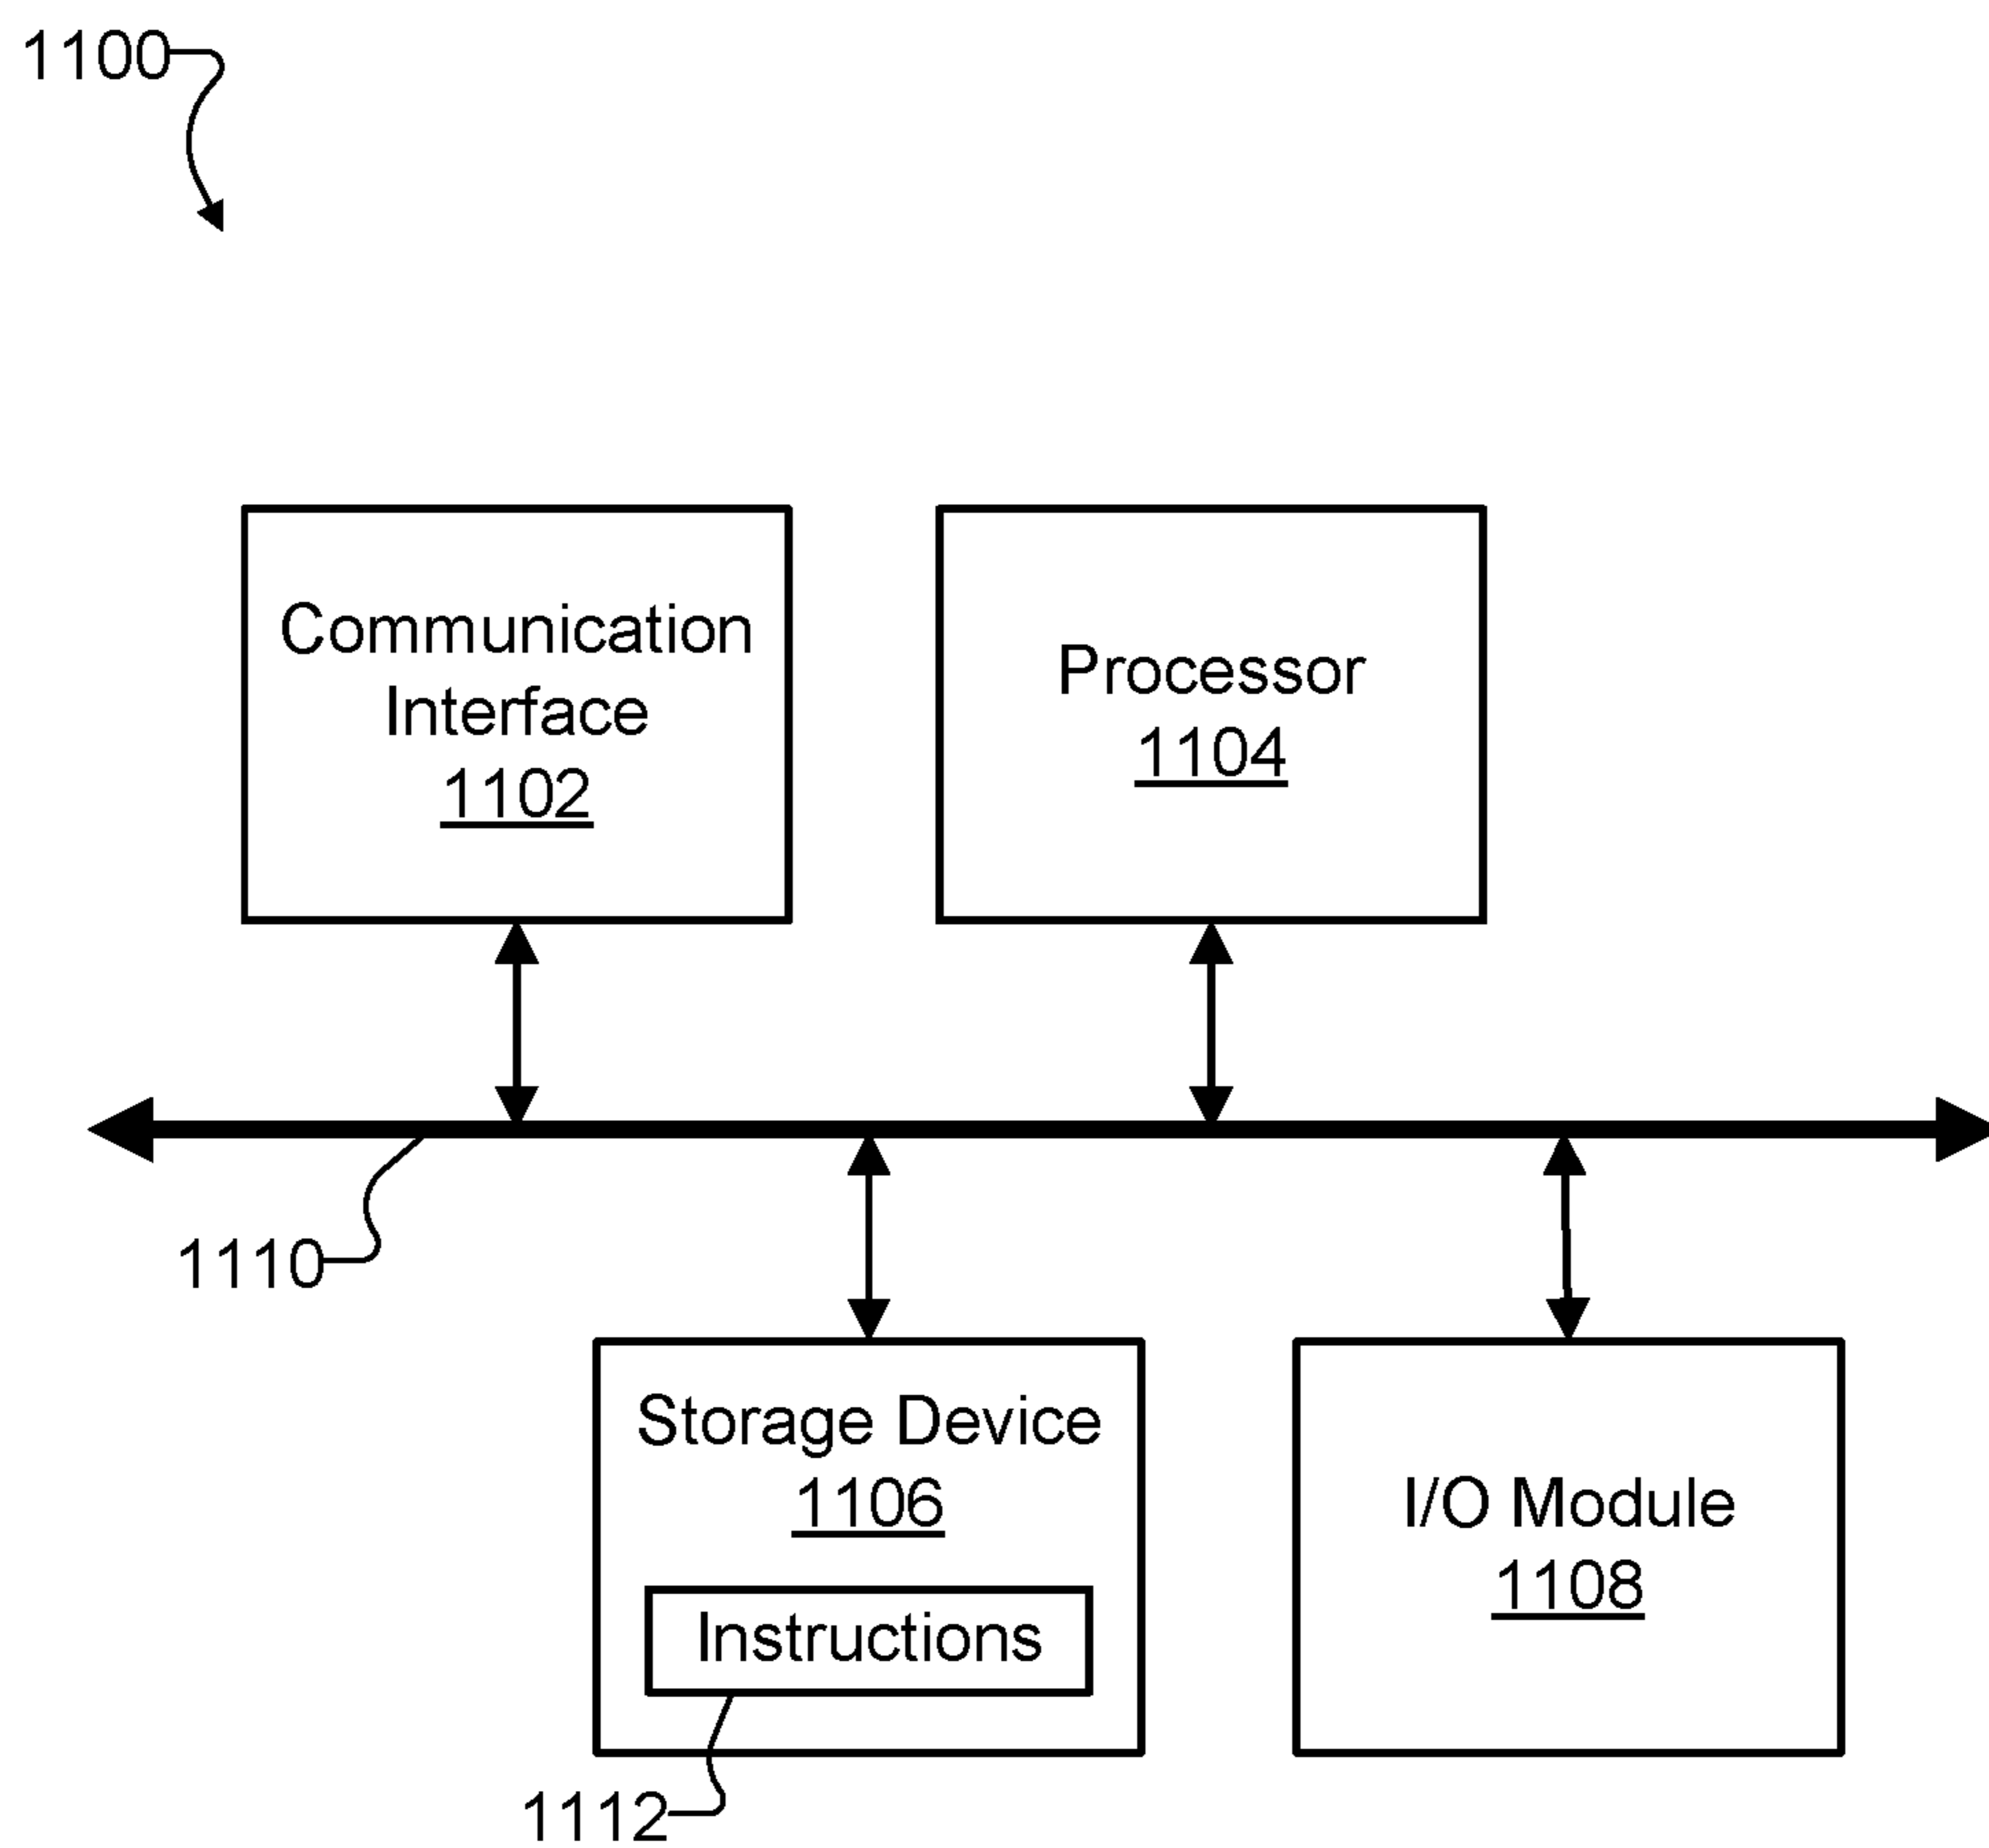 1100
Communication
Interface
1102
Processor
1104
1110
Storage Device
1106
Instructions
1112
I/O Module
1108